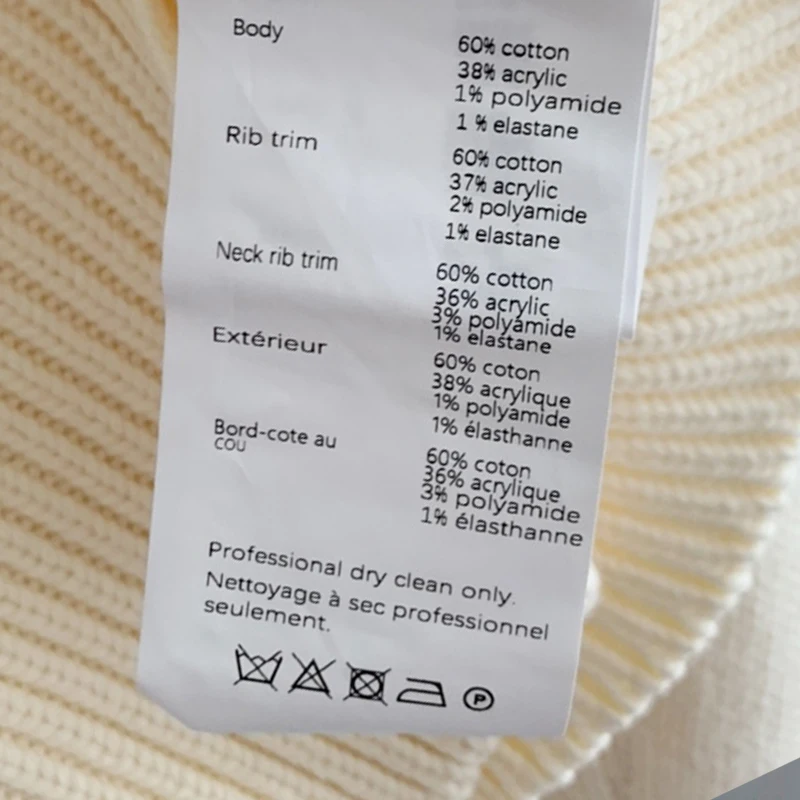 Body
60% cotton
38% acrylic
1% polyamide
1 % elastane
Rib trim
60% cotton
37% acrylic
2% polyamide
1% elastane
Neck rib trim
60% cotton
36% acrylic
3% polyamide
1% elastane
Extérieur
60% coton
38% acrylique
1% polyamide
1% élasthanne
Bord-cote au
COU
60% coton
36% acrylique
3% polyamide
1% élasthanne
Professional dry clean only.
Nettoyage à sec professionnel
seulement.
P